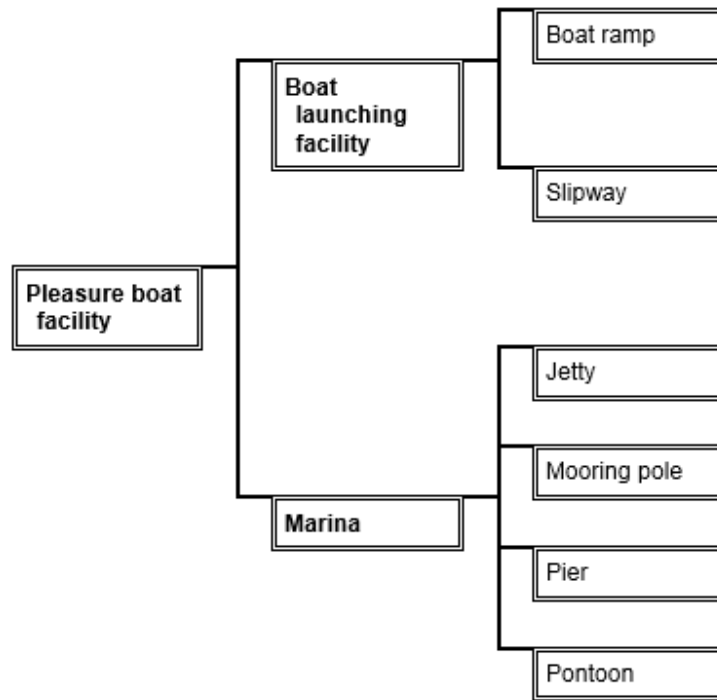 Boat ramp
Boat
launching
facility
Slipway
Pleasure boat
facility
Jetty
Mooring pole
Marina
Pier
Pontoon